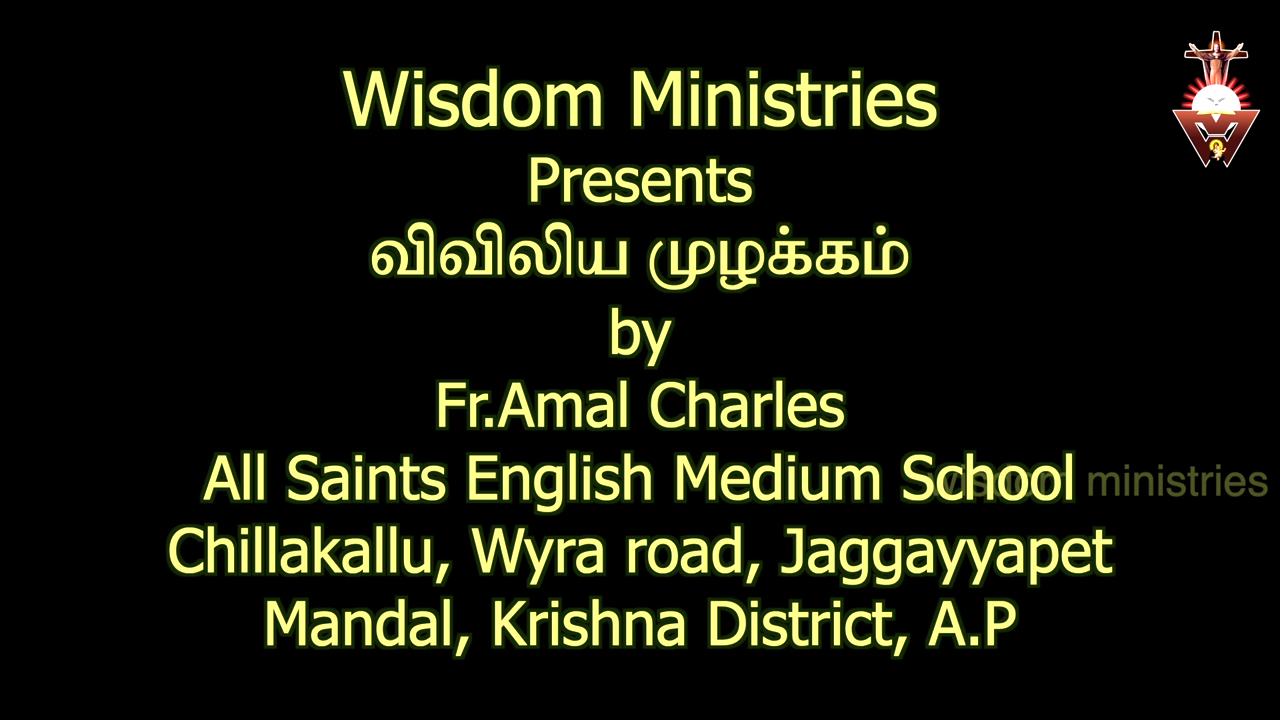 Wisdom Ministries
Presents
விவிலிய முழக்கம்
by
Fr.Amal Charles
All Saints English Medium School
wisdom ministries
Chillakallu, Wyra road, Jaggayyapet
Mandal, Krishna District, A.P